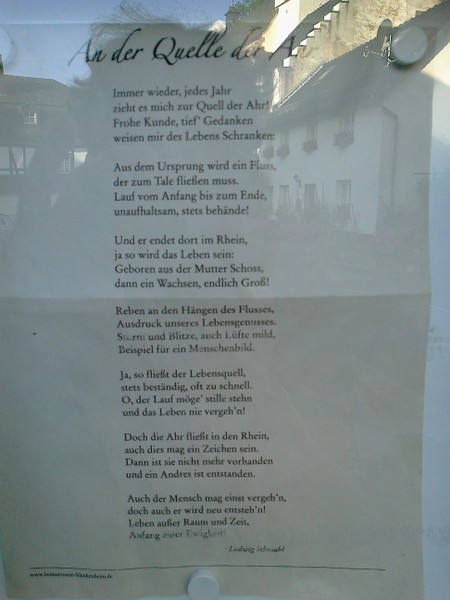 An der Quelle der Ahr
Immer wieder, jedes Jahr
zieht es mich zur Quell der Ahr!
Frohe Kunde, tief' Gedanken
weisen mir des Lebens Schranken:
Aus dem Ursprung wird ein Fluss,
der zum Tale fließen muss.
Lauf vom Anfang bis zum Ende,
unaufhaltsam, stets behände!
Und er endet dort im Rhein,
ja so wird das Leben sein:
Geboren aus der Mutter Schoss,
dann ein Wachsen, endlich Groß!
Reben an den Hängen des Flusses,
Ausdruck unseres Lebensgenusses.
Sturm und Blitze, auch Lüfte mild,
Beispiel für ein Menschenbild.
Ja, so fließt der Lebensquell,
stets beständig, oft zu schnell.
O, der Lauf möge' stille stehn
und das Leben nie vergeh'n!
Doch die Ahr fließt in den Rhein,
auch dies mag ein Zeichen sein.
Dann ist sie nicht mehr vorhanden
und ein Andres ist entstanden.
Auch der Mensch mag einst vergeh'n,
doch auch er wird neu entsteh'n!
Leben außer Raum und Zeit,
Anfang einer Ewigkeit!
Ludwig